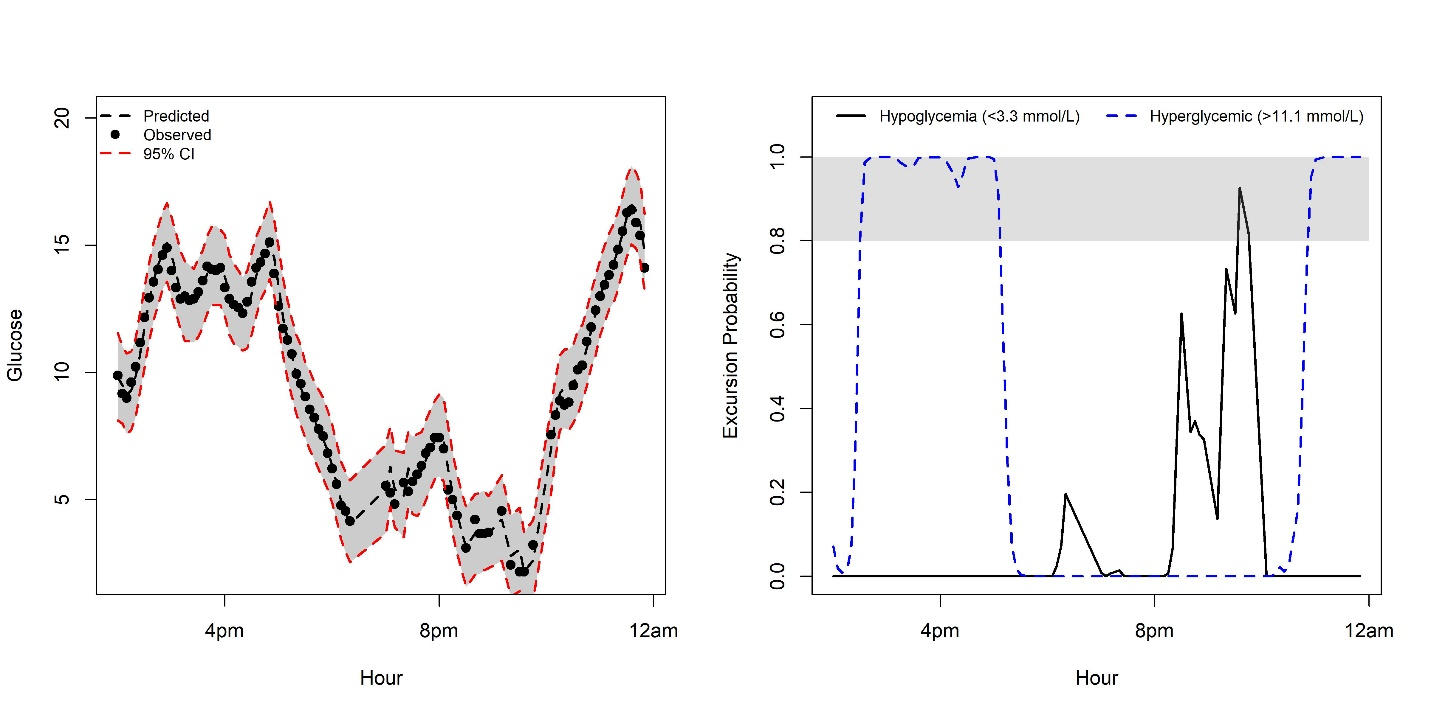 20
15
10
5
Glucose
Predicted
Observed
95% CI
4pm
8pm
12am
Hour
1.0
0.8
0.6
0.4
0.2
0.0
Excursion Probability
Hypoglycemia (<3.3 mmol/L)
Hyperglycemic (>11.1 mmol/L)
4pm
8pm
12am
Hour